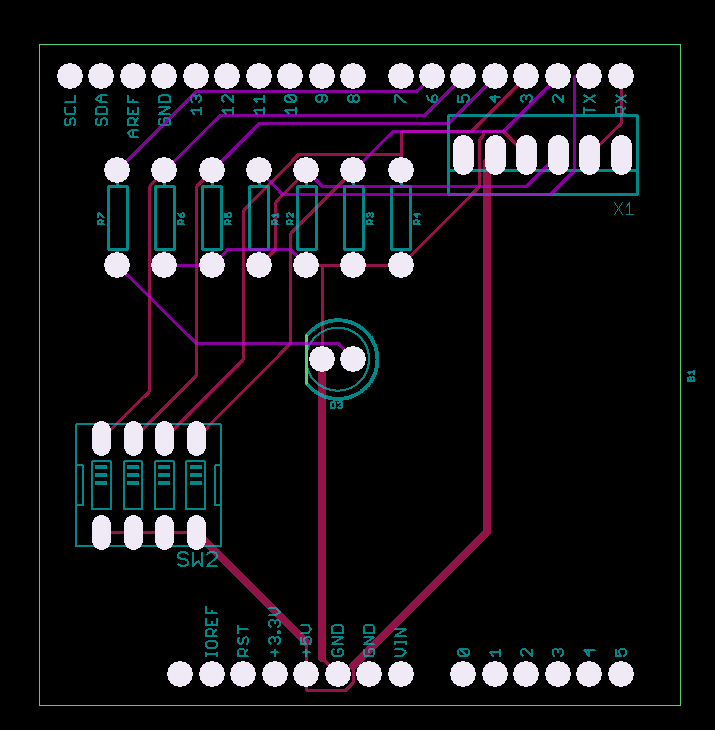 SCL SDA AREF GND 13 12 11 10 9 8 7 6 5 4 3 2 TX RX
X1
R7 R6 R5 R1 R2 R3 R4
B1
D3
SW2
IOREF RST +3.3V +5V GND GND VIN 0 1 2 3 4 5